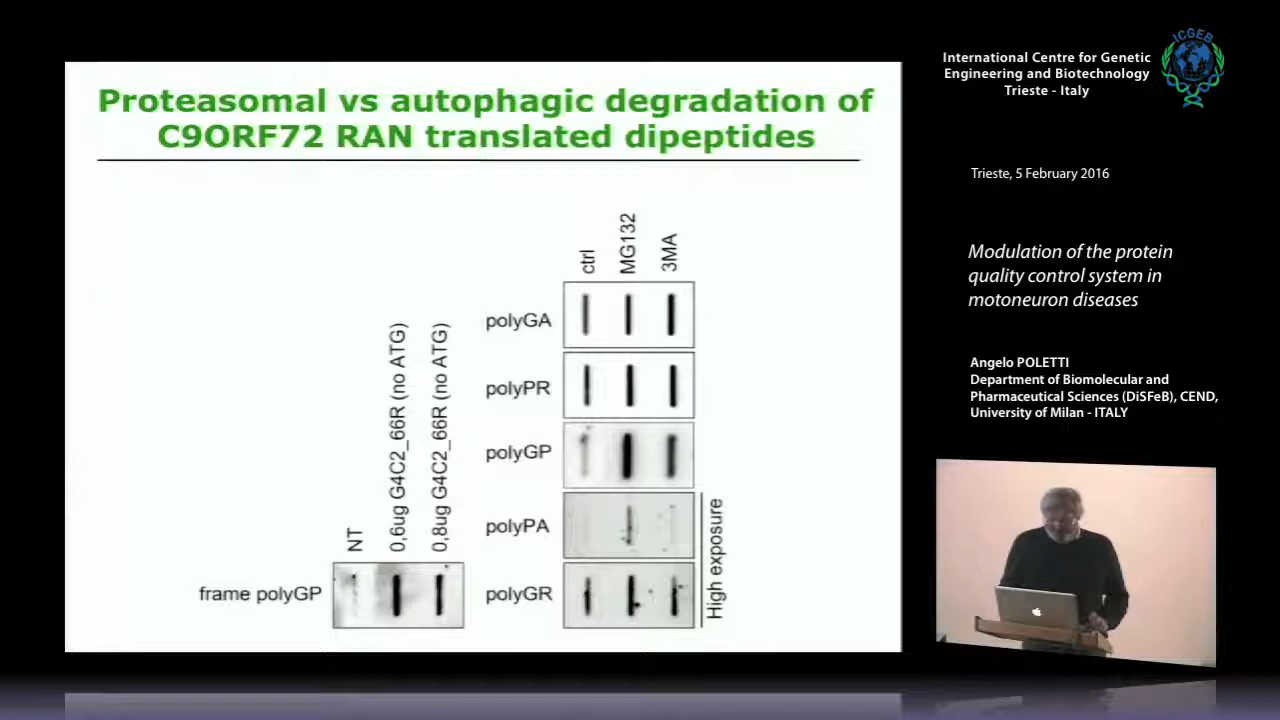 Proteasomal vs autophagic degradation of
C9ORF72 RAN translated dipeptides
ctrl
MG132
3MA
polyGA
polyPR
polyGP
polyPA
polyGR
High exposure
NT
0,6ug G4C2_66R (no ATG)
0,8ug G4C2_66R (no ATG)
frame polyGP
ICGEB
International Centre for Genetic
Engineering and Biotechnology
Trieste - Italy
Trieste, 5 February 2016
Modulation of the protein
quality control system in
motoneuron diseases
Angelo POLETTI
Department of Biomolecular and
Pharmaceutical Sciences (DiSFeB), CEND,
University of Milan - ITALY